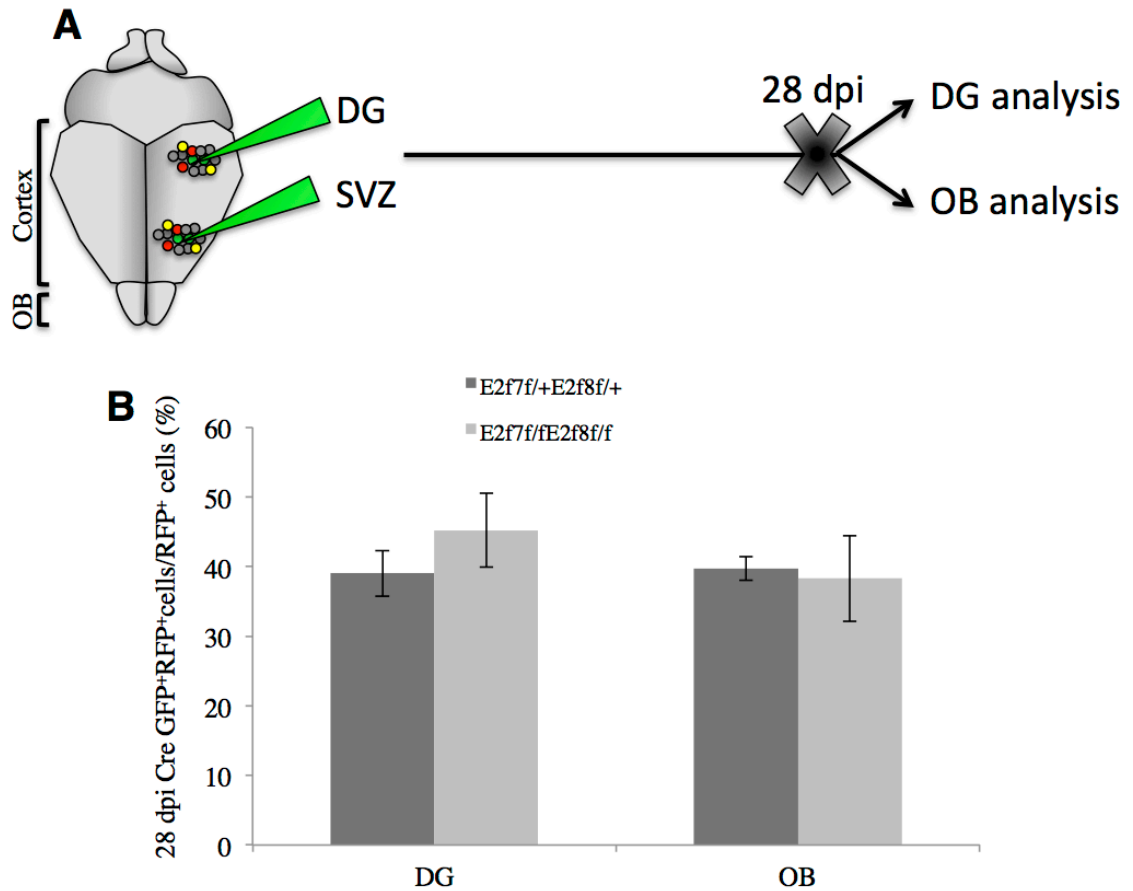 A
DG
SVZ
Cortex
OB
28 dpi
DG analysis
OB analysis
B
E2f7f/+E2f8f/+
E2f7f/fE2f8f/f
28 dpi Cre GFP⁺RFP⁺cells/RFP⁺ cells (%)
60
50
40
30
20
10
0
DG
OB